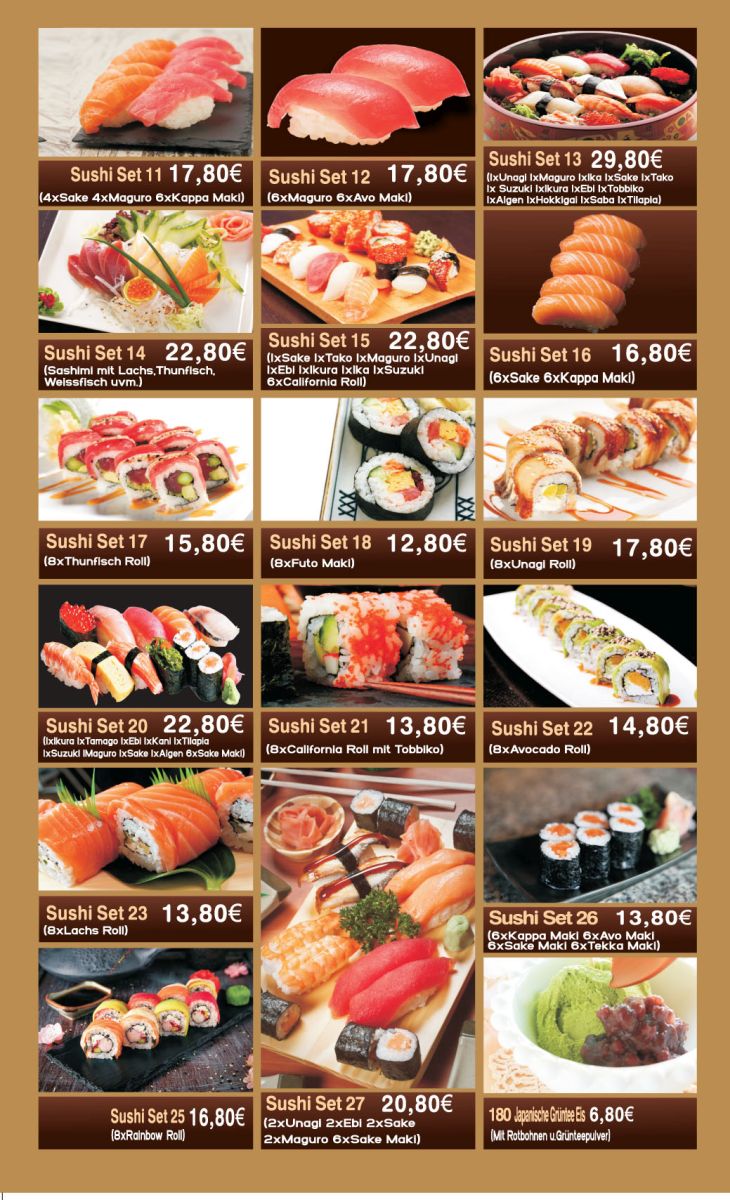 Sushi Set 11 17,80€
(4xSake 4xMaguro 6xKappa Maki)
Sushi Set 12 17,80€
(6xMaguro 6xAvo Maki)
Sushi Set 13 29,80€
(1xUnagi 1xMaguro 1xIka 1xSake 1xTako
1x Suzuki 1xIkura 1xEbi 1xTobbiko
1xAigen 1xHokkigai 1xSaba 1xTilapia)
Sushi Set 14 22,80€
(Sashimi mit Lachs,Thunfisch,
Weissfisch uvm.)
Sushi Set 15 22,80€
(1xSake 1xTako 1xMaguro 1xUnagi
1xEbi 1xIkura 1xIka 1xSuzuki
6xCalifornia Roll)
Sushi Set 16 16,80€
(6xSake 6xKappa Maki)
Sushi Set 17 15,80€
(8xThunfisch Roll)
Sushi Set 18 12,80€
(8xFuto Maki)
Sushi Set 19 17,80€
(8xUnagi Roll)
Sushi Set 20 22,80€
(1xIkura 1xTamago 1xEbi 1xKani 1xTilapia
1xSuzuki 1Maguro 1xSake 1xAigen 6xSake Maki)
Sushi Set 21 13,80€
(8xCalifornia Roll mit Tobbiko)
Sushi Set 22 14,80€
(8xAvocado Roll)
Sushi Set 23 13,80€
(8xLachs Roll)
Sushi Set 26 13,80€
(6xKappa Maki 6xAvo Maki
6xSake Maki 6xTekka Maki)
Sushi Set 25 16,80€
(8xRainbow Roll)
Sushi Set 27 20,80€
(2xUnagi 2xEbi 2xSake
2xMaguro 6xSake Maki)
180 Japanische Grüntee Eis 6,80€
(Mit Rotbohnen u.Grünteepulver)